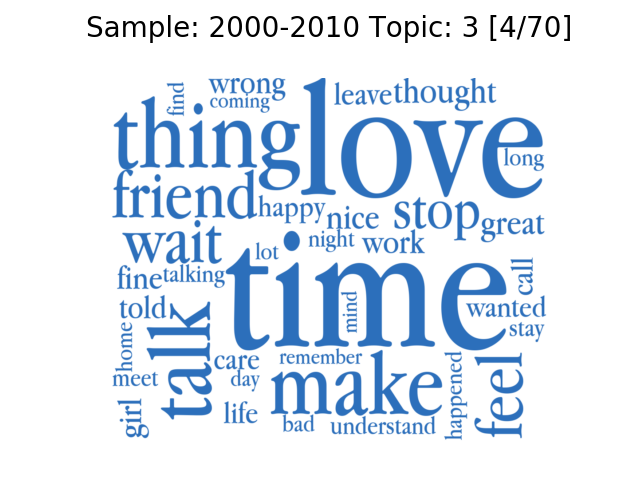 Sample: 2000-2010 Topic: 3 [4/70]
find
wrong
coming
leave
thought
thing
love
long
friend
happy
nice
stop
great
wait
lot
night
work
fine
talking
time
call
told
mind
wanted
stay
home
talk
care
remember
meet
day
make
happened
feel
girl
life
bad
understand